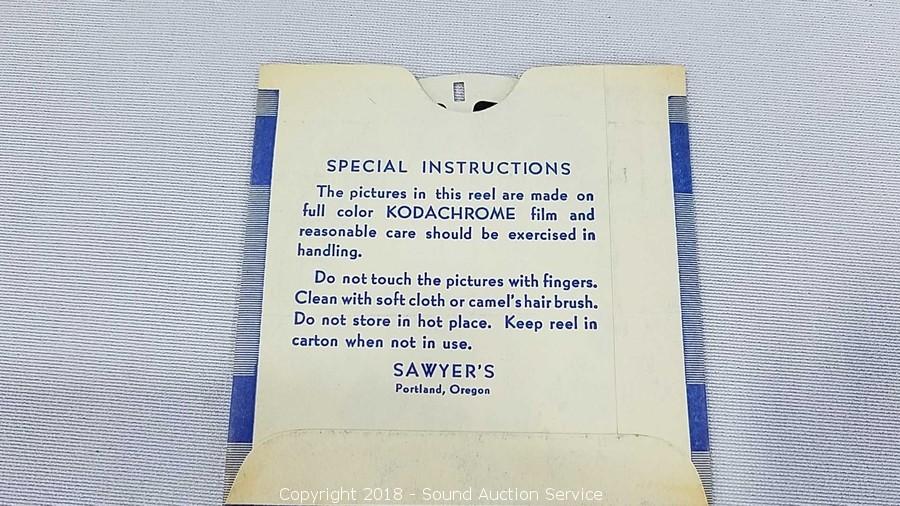 SPECIAL INSTRUCTIONS
The pictures in this reel are made on
full color KODACHROME film and
reasonable care should be exercised in
handling.
Do not touch the pictures with fingers.
Clean with soft cloth or camel's hair brush.
Do not store in hot place. Keep reel in
carton when not in use.
SAWYER'S
Portland, Oregon
Copyright 2018 - Sound Auction Service